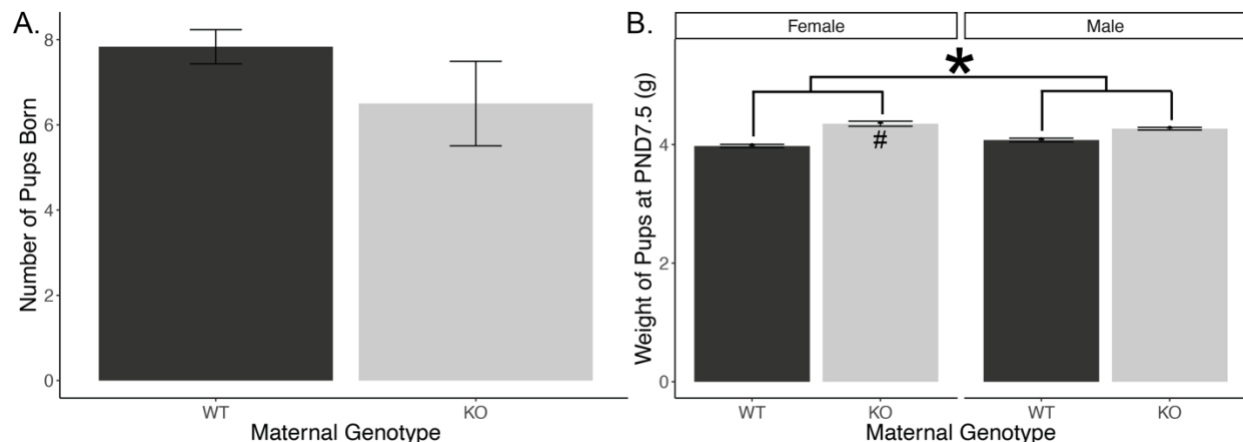 A.
Number of Pups Born
8
6
4
2
0
WT KO
Maternal Genotype
B.
Female Male
*
Weight of Pups at PND7.5 (g)
4
2
0
#
WT KO WT KO
Maternal Genotype